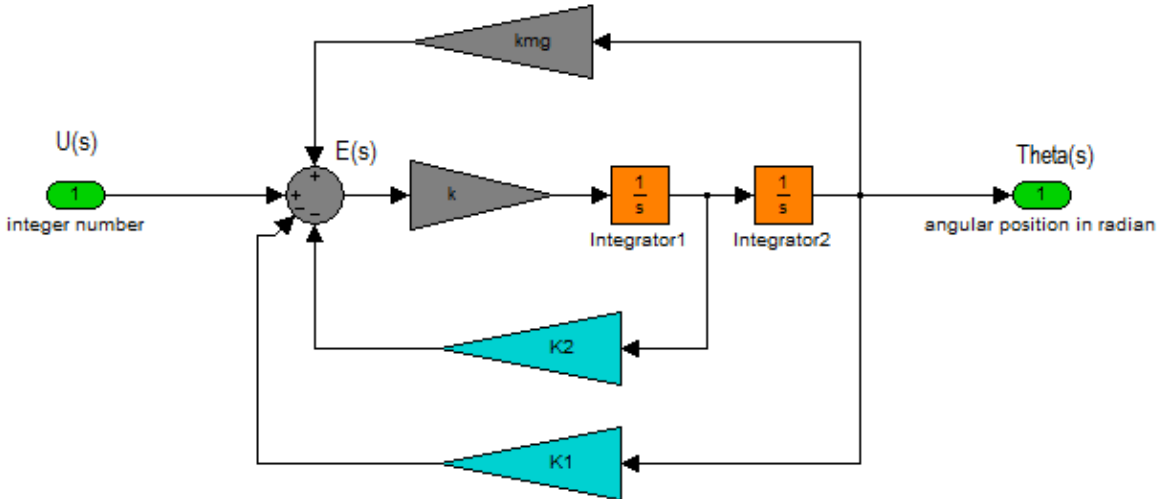 kmg
U(s)
E(s)
Theta(s)
1
+
+
−
−
k
1
s
1
s
1
integer number
Integrator1
Integrator2
angular position in radian
K2
K1